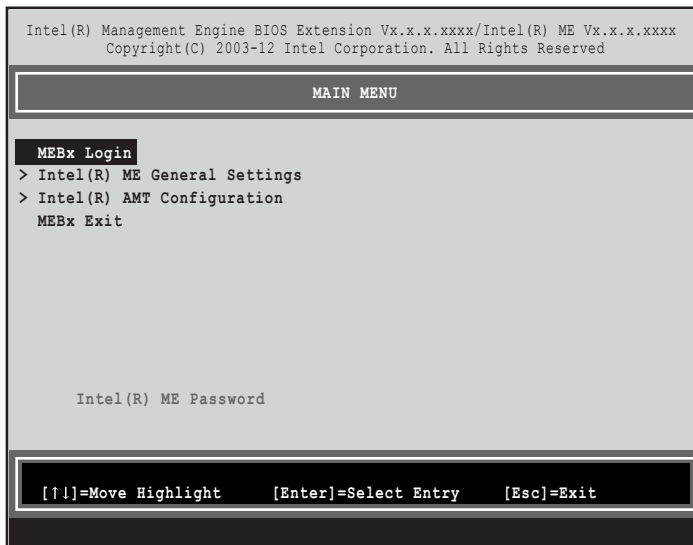 Intel(R) Management Engine BIOS Extension Vx.x.x.xxxx/Intel(R) ME Vx.x.x.xxxx
Copyright(C) 2003-12 Intel Corporation. All Rights Reserved
MAIN MENU
MEBx Login
> Intel(R) ME General Settings
> Intel(R) AMT Configuration
MEBx Exit
Intel(R) ME Password
[↑↓]=Move Highlight [Enter]=Select Entry [Esc]=Exit